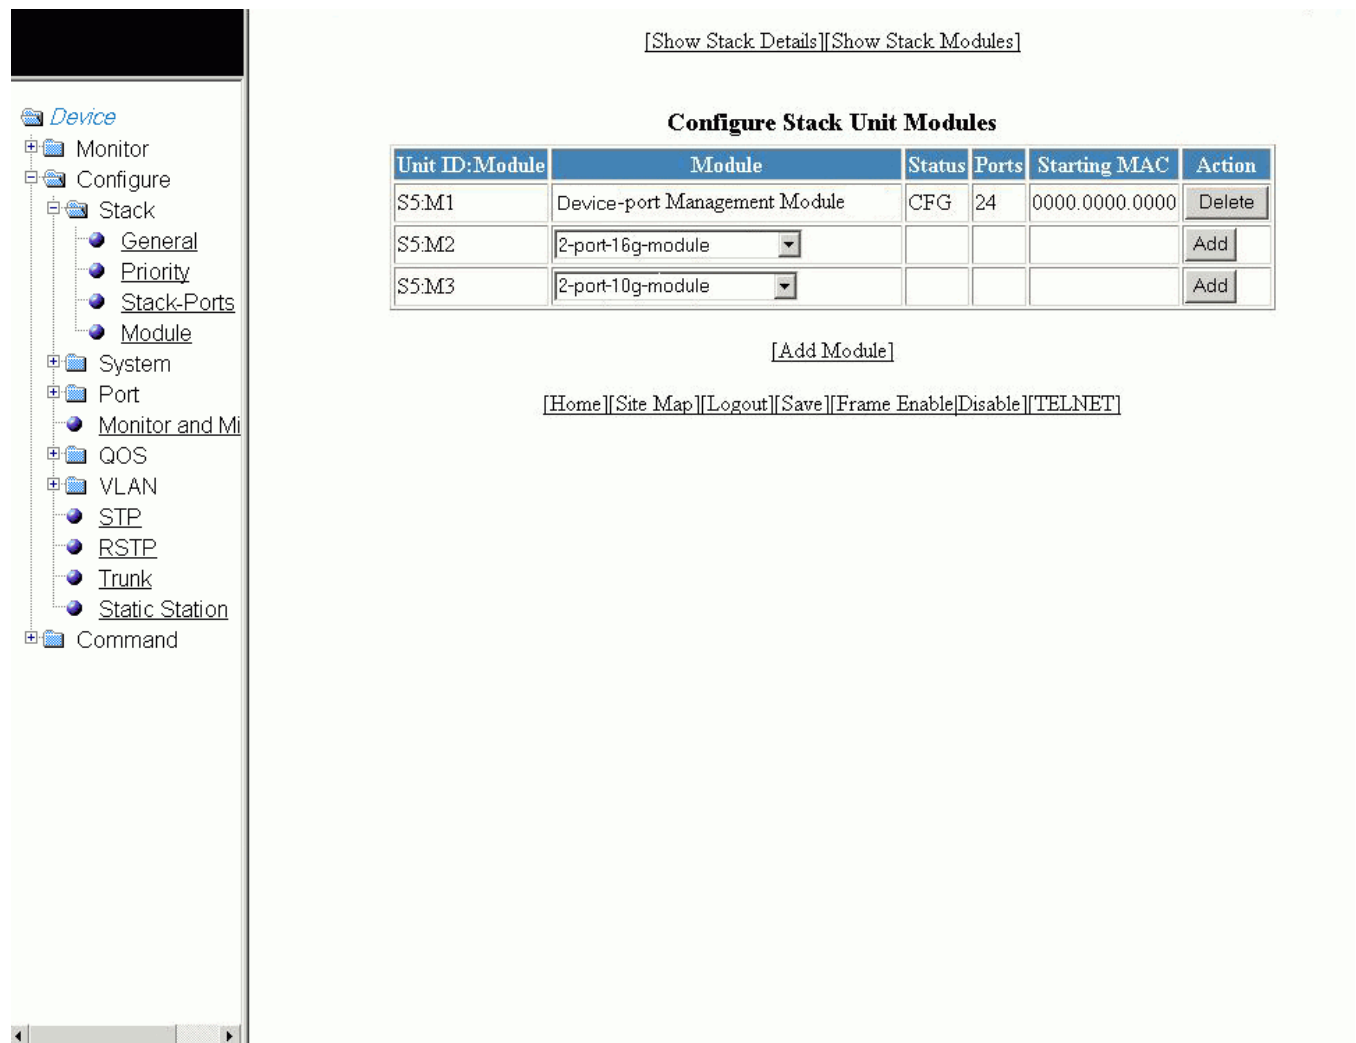 [Show Stack Details][Show Stack Modules]
Device
Monitor
Configure
Stack
General
Priority
Stack-Ports
Module
System
Port
Monitor and Mi
QOS
VLAN
STP
RSTP
Trunk
Static Station
Command
Configure Stack Unit Modules
Unit ID:Module Module Status Ports Starting MAC Action
S5:M1 Device-port Management Module CFG 24 0000.0000.0000 Delete
S5:M2 2-port-16g-module Add
S5:M3 2-port-10g-module Add
[Add Module]
[Home][Site Map][Logout][Save][Frame Enable|Disable][TELNET]